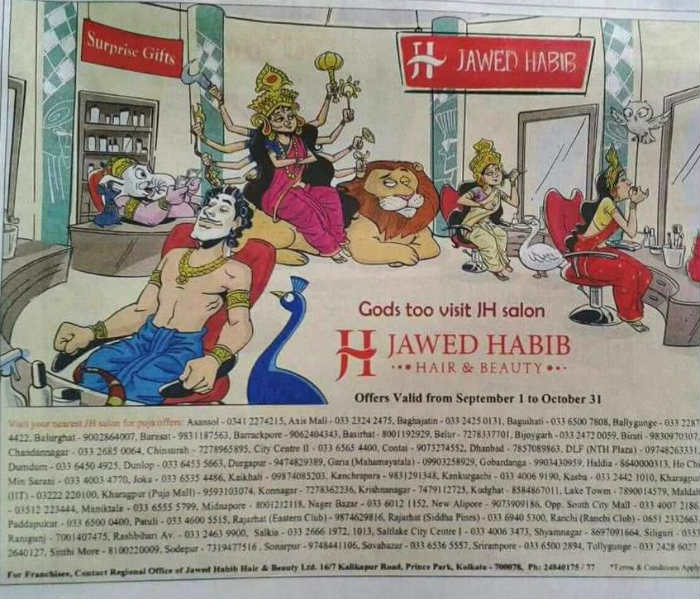 Surprise Gifts
JAWED HABIB
Gods too visit JH salon
JAWED HABIB
HAIR & BEAUTY
Offers Valid from September 1 to October 31
Visit your nearest JH salon for puja offers: Asansol - 0341 2274215, Axis Mall - 033 2324 2475, Baghajatin - 033 2425 0131, Baguihati - 033 6500 7808, Ballygunge - 033 2287
4422, Balurghat - 9002864007, Barasat - 9831187563, Barrackpore - 9062404343, Basirhat - 8001192929, Belur - 7278337701, Bijoygarh - 033 2472 0059, Birati -
Chandannagar - 033 2685 0064, Chinsurah - 7278965895, City Centre II - 033 6565 4400, Contai - 9073274552, Dhanbad - 7857089863, DLF (NTH Plaza) - 09748263331,
Dumdum - 033 6450 4925, Dunlop - 033 6453 5663, Durgapur - 9474829389, Garia (Mahamayatala) - 09903258929, Gobardanga - 9903430959, Haldia - 8640000313, Ho Chi
Min Sarani - 033 4003 4770, Joka - 033 6535 4486, Kaikhali - 09874085203, Kanchrapara - 9831291348, Kankurgachi - 033 4006 9190, Kasba - 033 2442 1010, Kharagpur
(IIT) - 03222 220100, Kharagpur (Puja Mall) - 9593103074, Konnagar - 7278362236, Krishnanagar - 7479112725, Kudghat - 8584867011, Lake Town - 7890014579, Malda
03512 223444, Maniktala - 033 6555 5799, Midnapore - 8001212118, Nager Bazar - 033 6012 1152, New Alipore - 9073909186, Opp. South City Mall - 033 4007 2186
Paddapukur - 033 6500 0400, Patuli - 033 4600 5515, Rajarhat (Eastern Club) - 9874629816, Rajarhat (Siddha Pines) - 033 6940 5300, Ranchi (Ranchi Club) - 0651 2332661
Raniganj - 7001407475, Rashbihari Av. - 033 2463 9900, Salkia - 033 2666 1972, 1013, Saltlake City Centre I - 033 4006 3473, Shyamnagar - 8697091664, Siliguri - 0353
2640127, Sinthi More - 8100220009, Sodepur - 7319477516, Sonarpur - 9748441106, Sovabazar - 033 6536 5557, Srirampore - 033 6500 2894, Tollygunge - 033 2428 6027
For Franchisee, Contact Regional Office of Jawed Habib Hair & Beauty Ltd. 16/7 Kalikapur Road, Prince Park, Kolkata - 700078, Ph: 24840175 / 77 *Terms & Conditions Apply